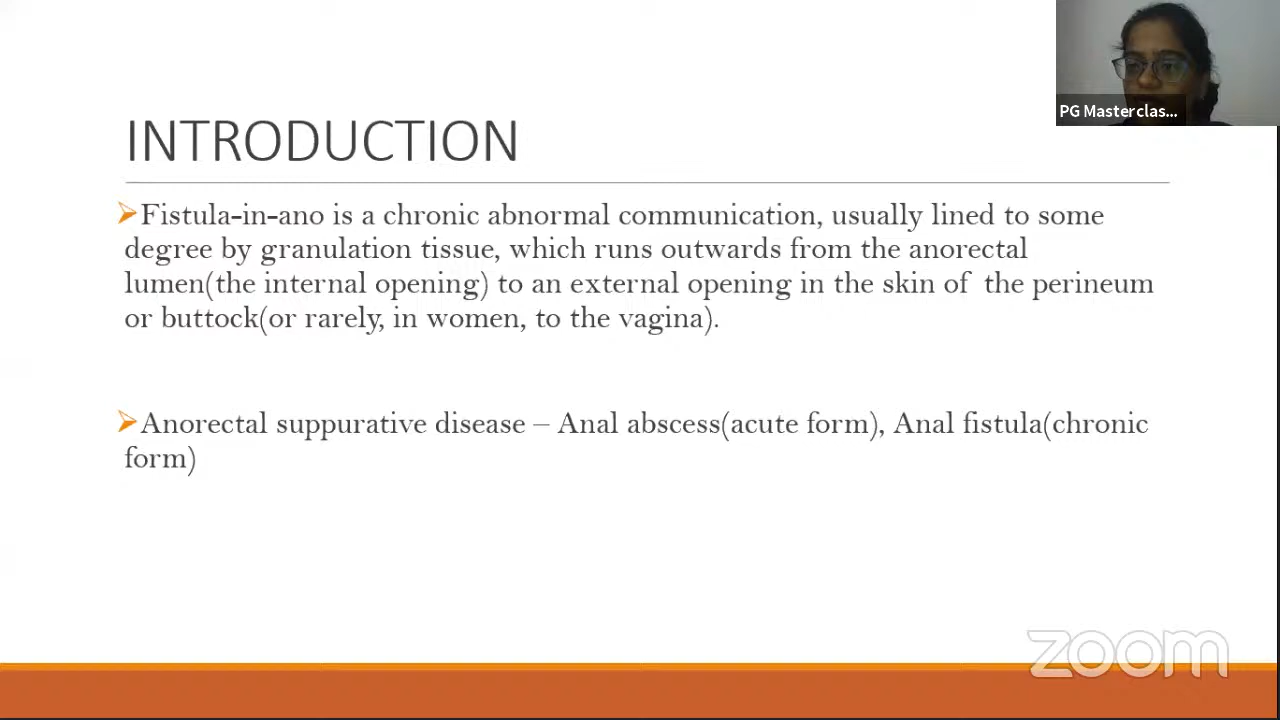 PG Masterclas...
INTRODUCTION
➢Fistula-in-ano is a chronic abnormal communication, usually lined to some
degree by granulation tissue, which runs outwards from the anorectal
lumen(the internal opening) to an external opening in the skin of  the perineum
or buttock(or rarely, in women, to the vagina).
➢Anorectal suppurative disease – Anal abscess(acute form), Anal fistula(chronic
form)
zoom